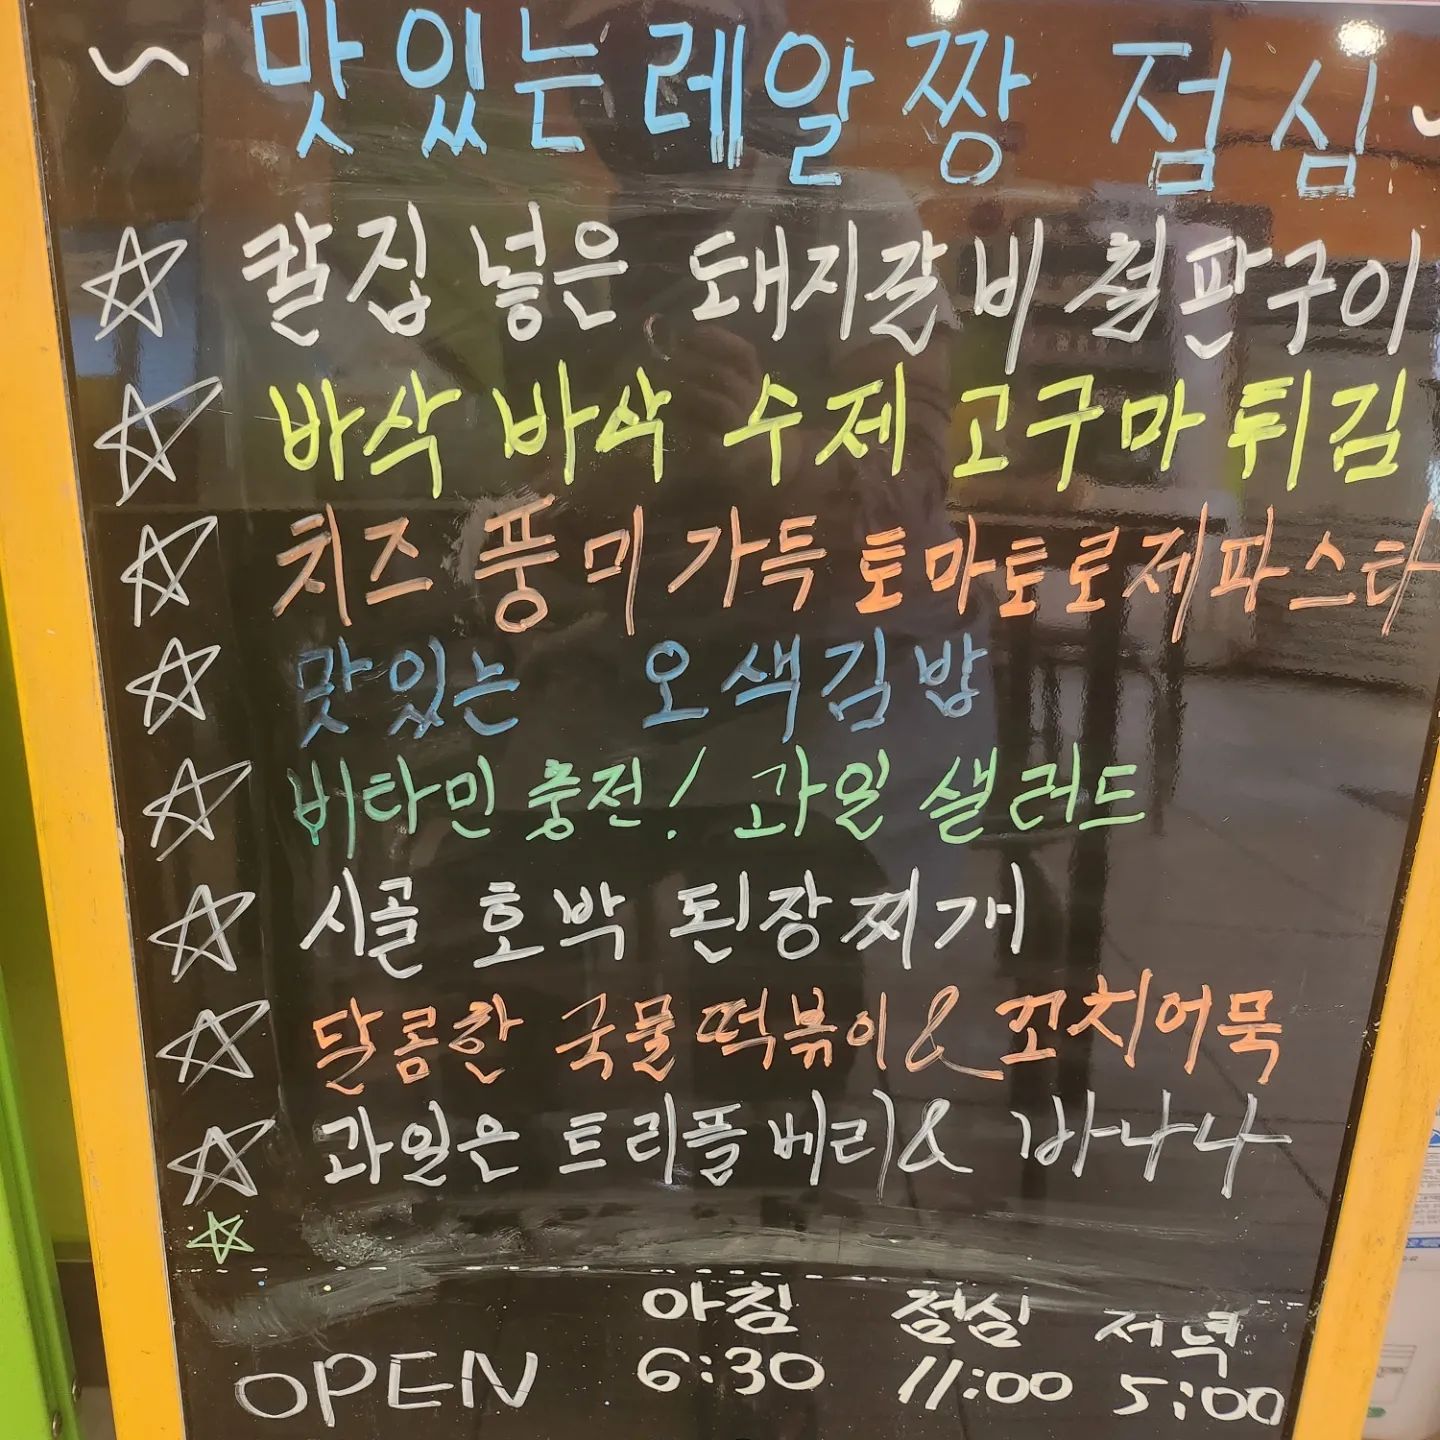 ~ 맛있는 레알짱 점심 ~
☆ 칼집 넣은 돼지갈비 철판구이
☆ 바삭 바삭 수제 고구마 튀김
☆ 치즈 풍미 가득 토마토로제파스타
☆ 맛있는 오색김밥
☆ 비타민 충전! 과일 샐러드
☆ 시골 호박 된장찌개
☆ 달콤한 국물떡볶이 & 꼬치어묵
☆ 과일은 트리플베리 & 바나나
☆
아침 점심 저녁
OPEN 6:30 11:00 5:00